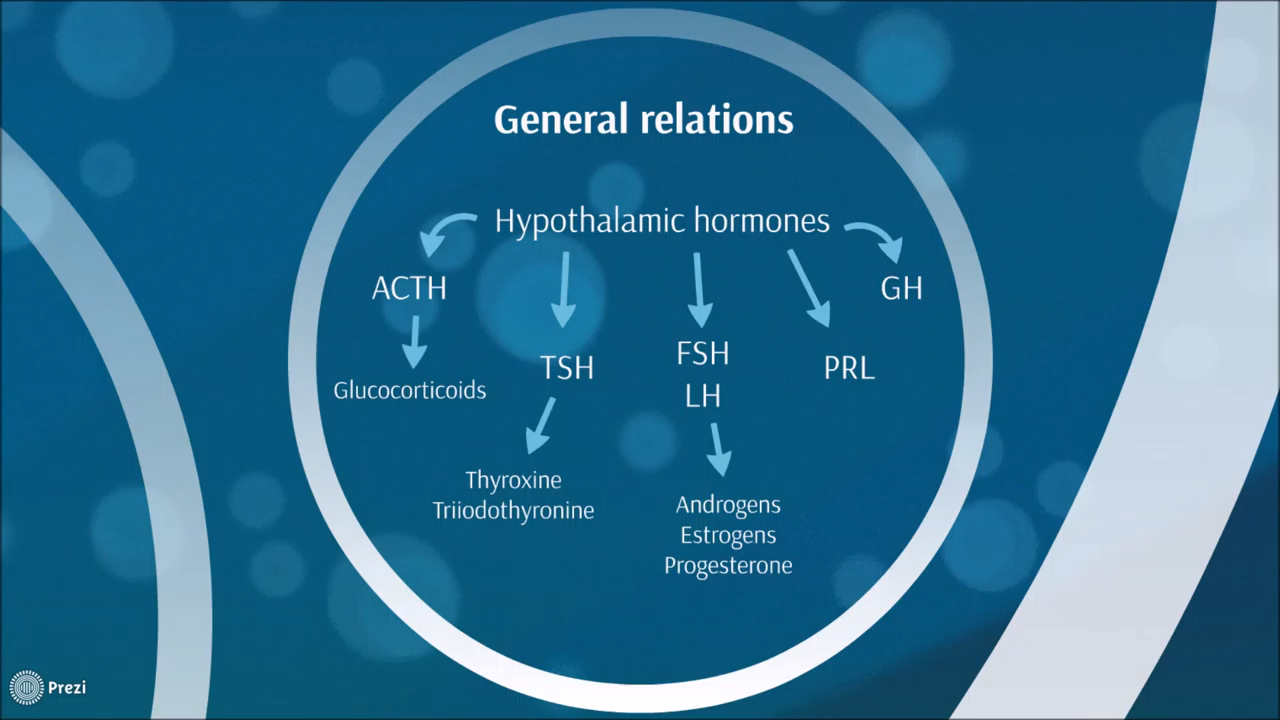 General relations
Hypothalamic hormones
ACTH
GH
Glucocorticoids
TSH
FSH
LH
PRL
Thyroxine
Triiodothyronine
Androgens
Estrogens
Progesterone
Prezi